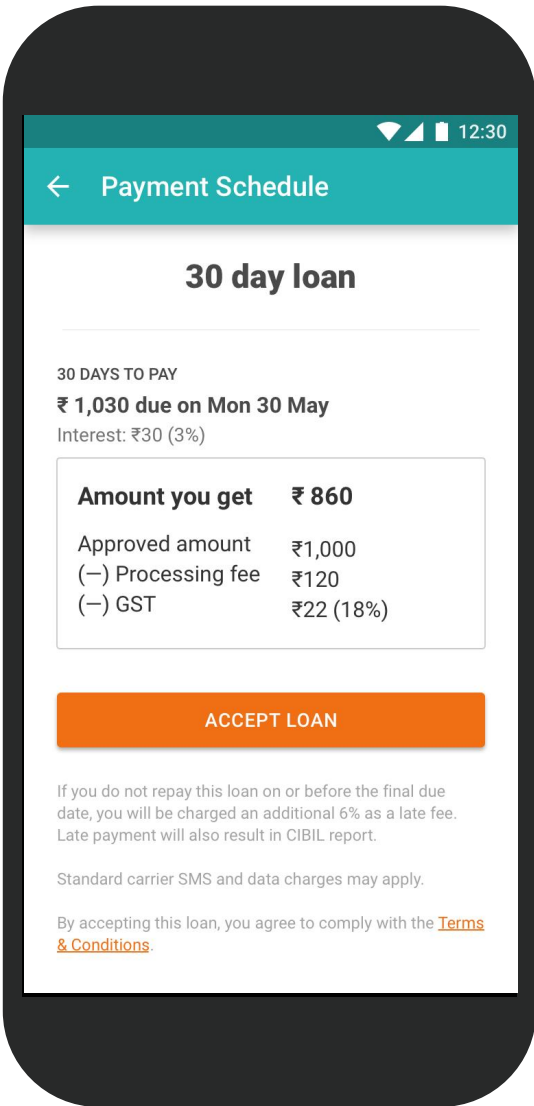 12:30
Payment Schedule
30 day loan
30 DAYS TO PAY
₹ 1,030 due on Mon 30 May
Interest: ₹30 (3%)
Amount you get ₹ 860
Approved amount ₹1,000
(—) Processing fee ₹120
(—) GST ₹22 (18%)
ACCEPT LOAN
If you do not repay this loan on or before the final due
date, you will be charged an additional 6% as a late fee.
Late payment will also result in CIBIL report.
Standard carrier SMS and data charges may apply.
By accepting this loan, you agree to comply with the Terms
& Conditions.